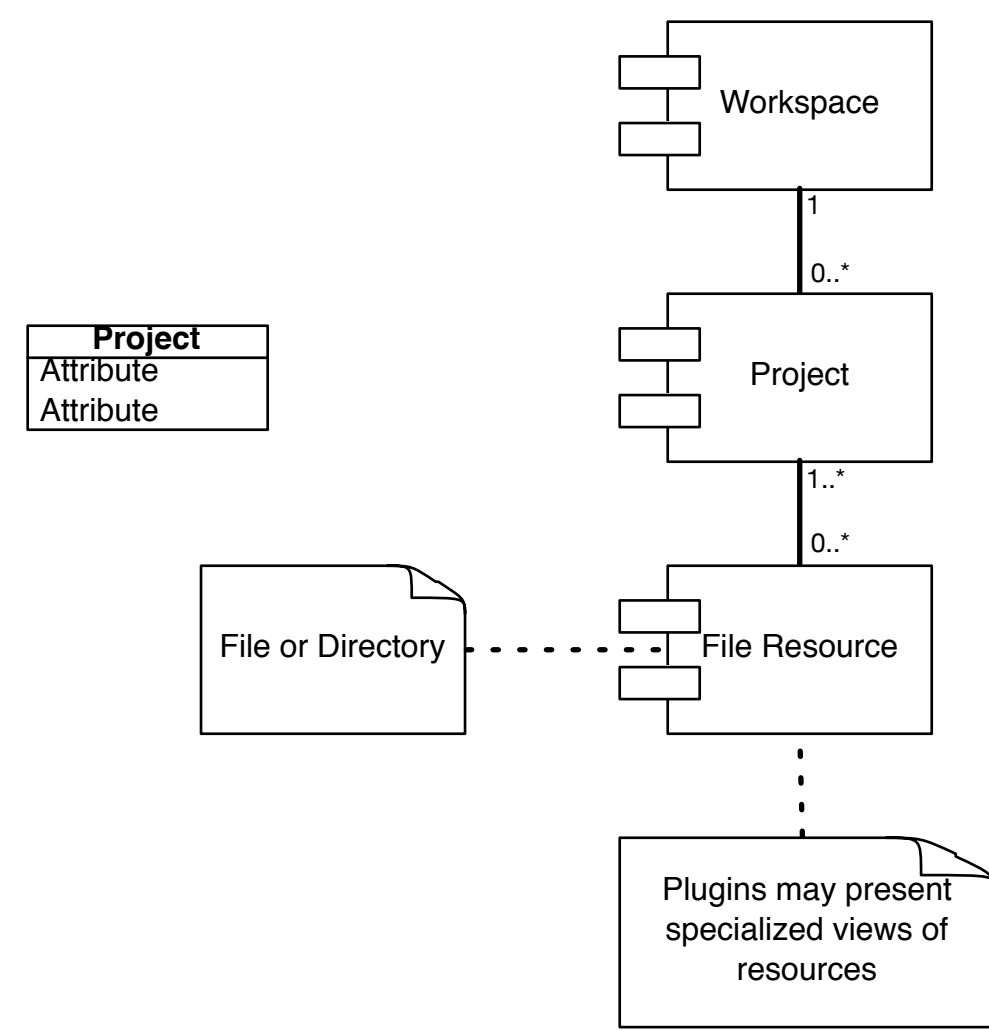 Workspace
1
0..*
Project
Attribute
Attribute
Project
1..*
0..*
File or Directory
File Resource
Plugins may present
specialized views of
resources